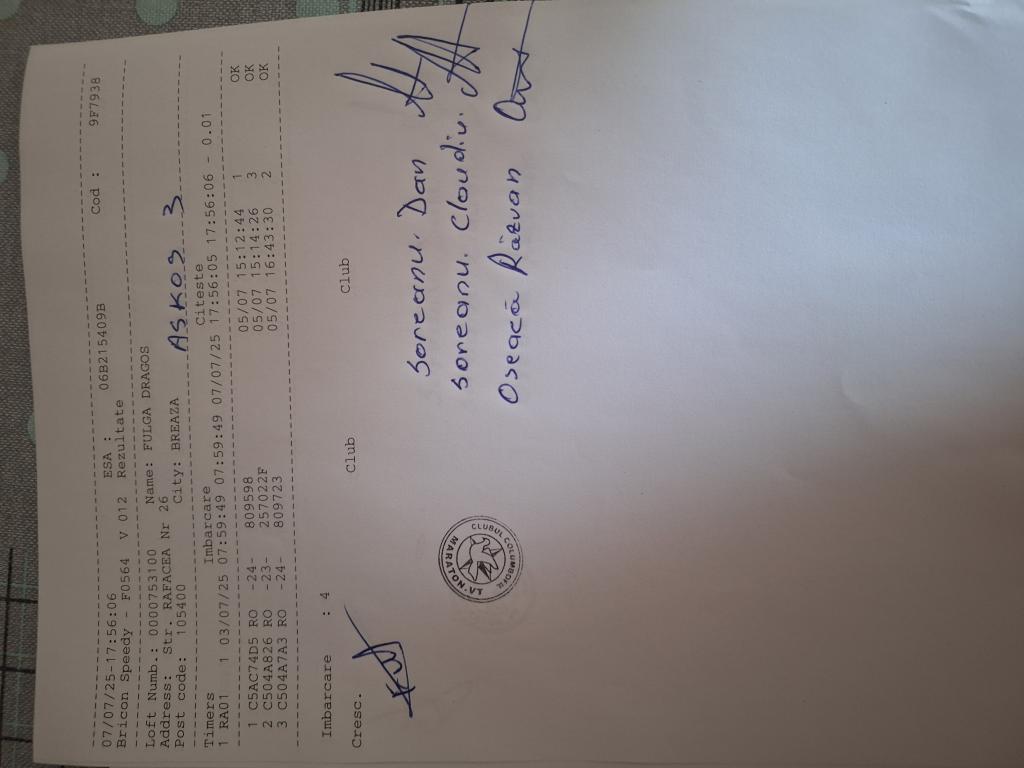 07/07/25-17:56:06 ESA : 06B215409B Cod : 9F7938
Bricon Speedy - F0564 V 012 Rezultate
Loft Numb.: 0000753100 Name: FULGA DRAGOS
Address: Str. RAFACEA Nr 26
Post code: 105400 City: BREAZA ASKO3 3
Timers Imbarcare Citeste
1 RA01 1 03/07/25 07:59:49 07:59:49 07/07/25 17:56:05 17:56:06 - 0.01
1 C5AC74D5 RO -24- 809598 05/07 15:12:44 1 OK
2 C504A826 RO -23- 257022F 05/07 15:14:26 3 OK
3 C504A7A3 RO -24- 809723 05/07 16:43:30 2 OK
Imbarcare : 4
Cresc. Club Club
Soreanu. Dan
Soreanu. Claudiu.
Oseacă Răzvan
CLUBUL COLUMBOFIL
MARATON.VT